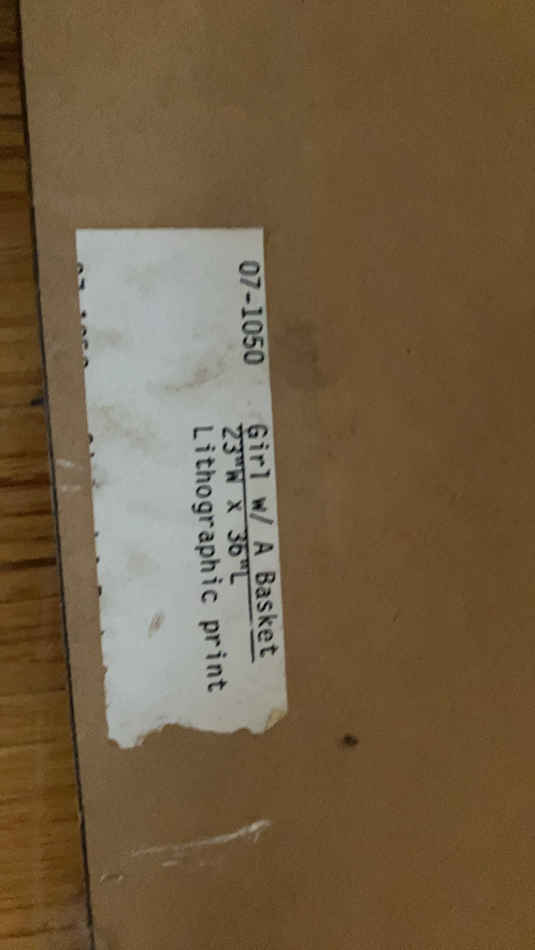 07-1050 Girl w/ A Basket
23"W x 36"L
Lithographic print